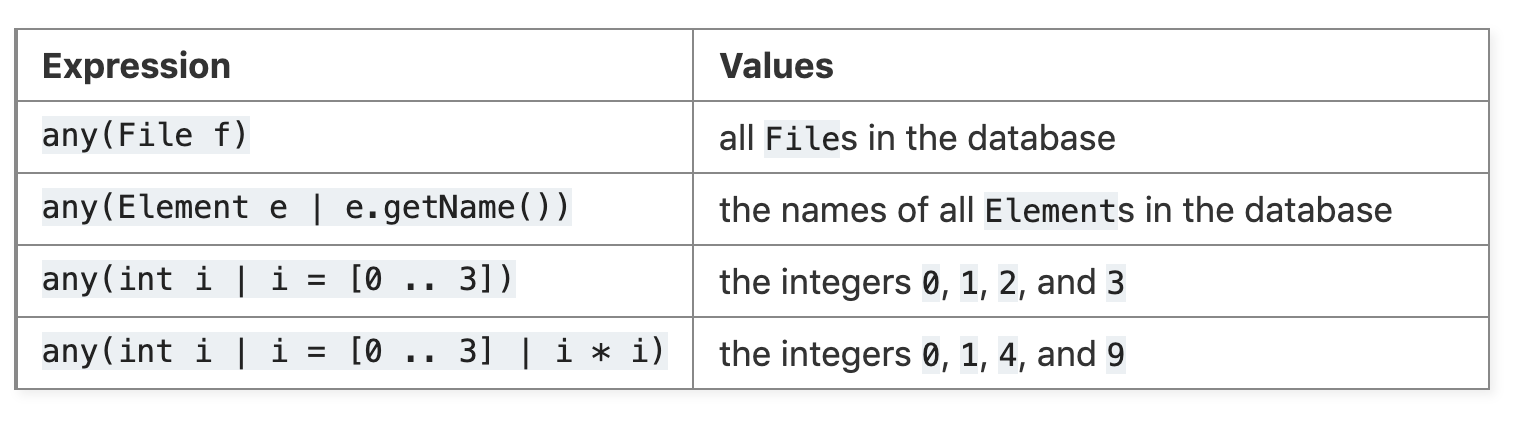 Expression Values
any(File f) all Files in the database
any(Element e | e.getName()) the names of all Elements in the database
any(int i | i = [0 .. 3]) the integers 0, 1, 2, and 3
any(int i | i = [0 .. 3] | i * i) the integers 0, 1, 4, and 9